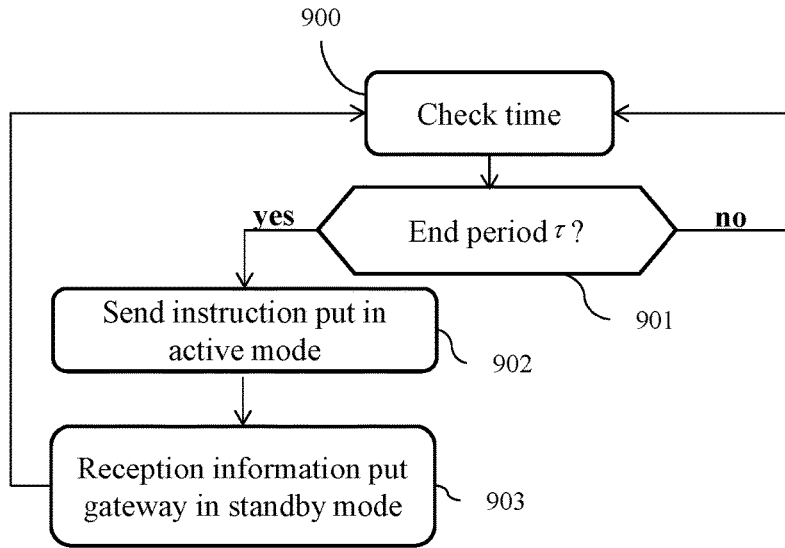 900
Check time
yes
End period τ ?
no
901
Send instruction put in
active mode
902
Reception information put
gateway in standby mode
903